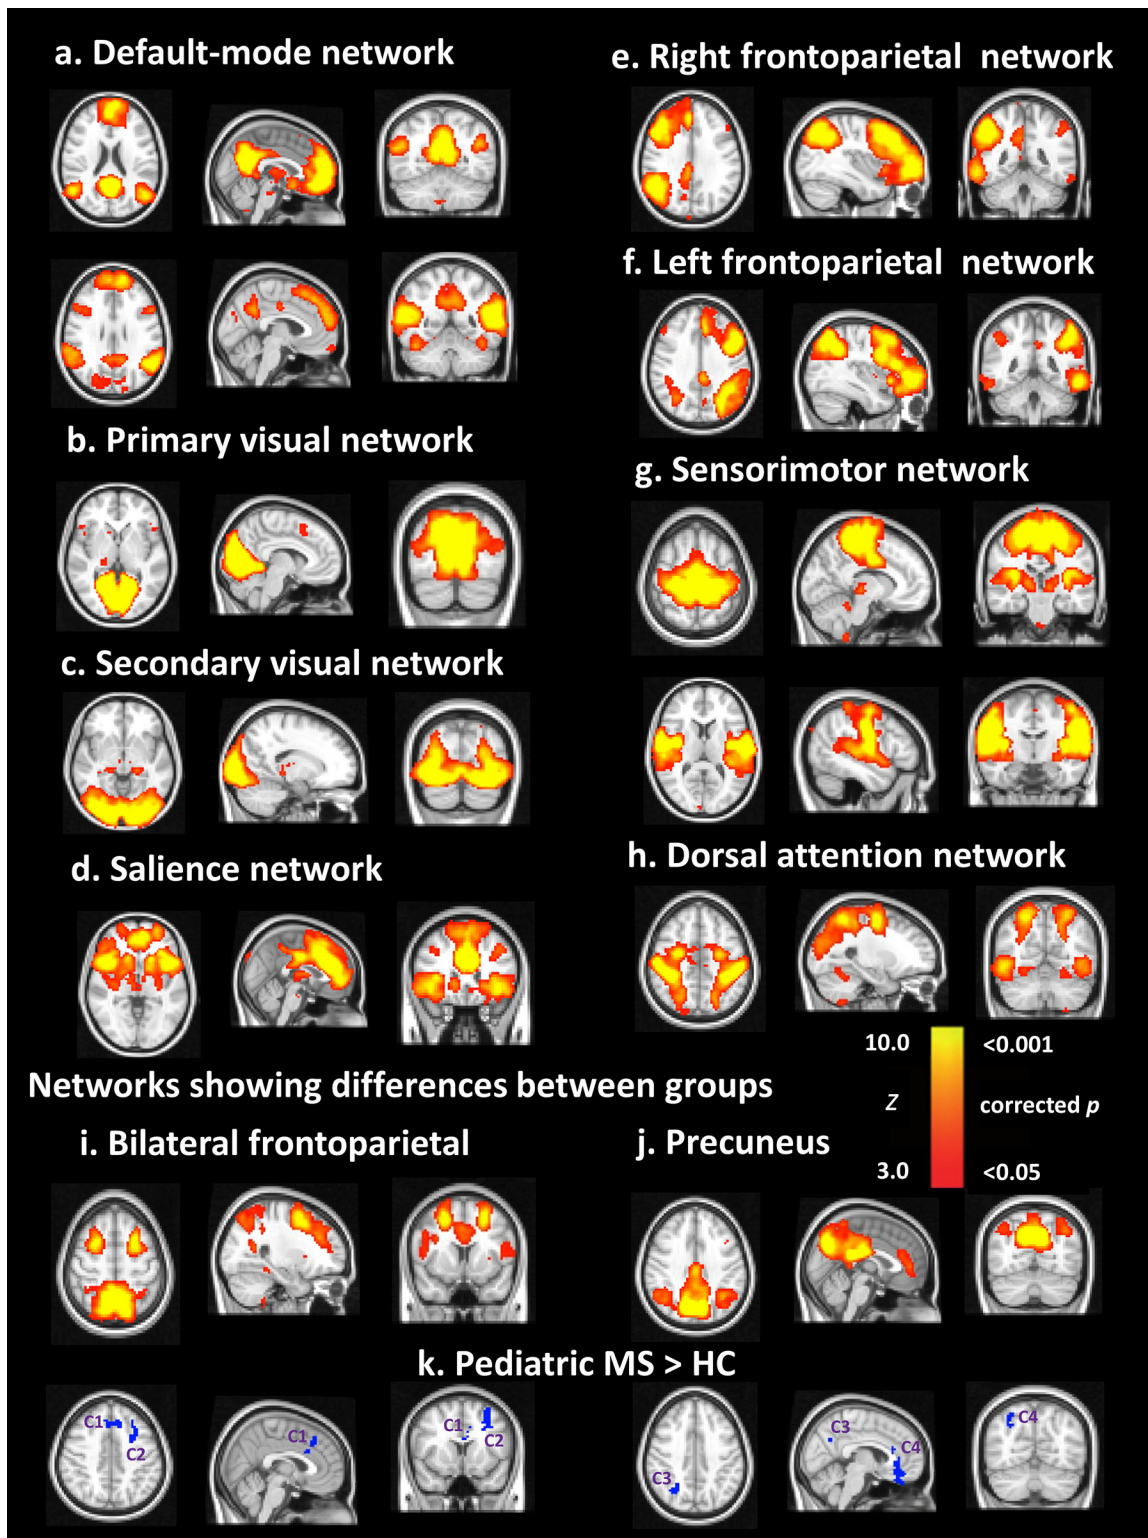 a. Default-mode network
b. Primary visual network
c. Secondary visual network
d. Salience network
e. Right frontoparietal network
f. Left frontoparietal network
g. Sensorimotor network
h. Dorsal attention network
10.0 <0.001
Z corrected p
3.0 <0.05
Networks showing differences between groups
i. Bilateral frontoparietal
j. Precuneus
k. Pediatric MS > HC
C1
C2
C1
C1
C2
C3
C3
C4
C4